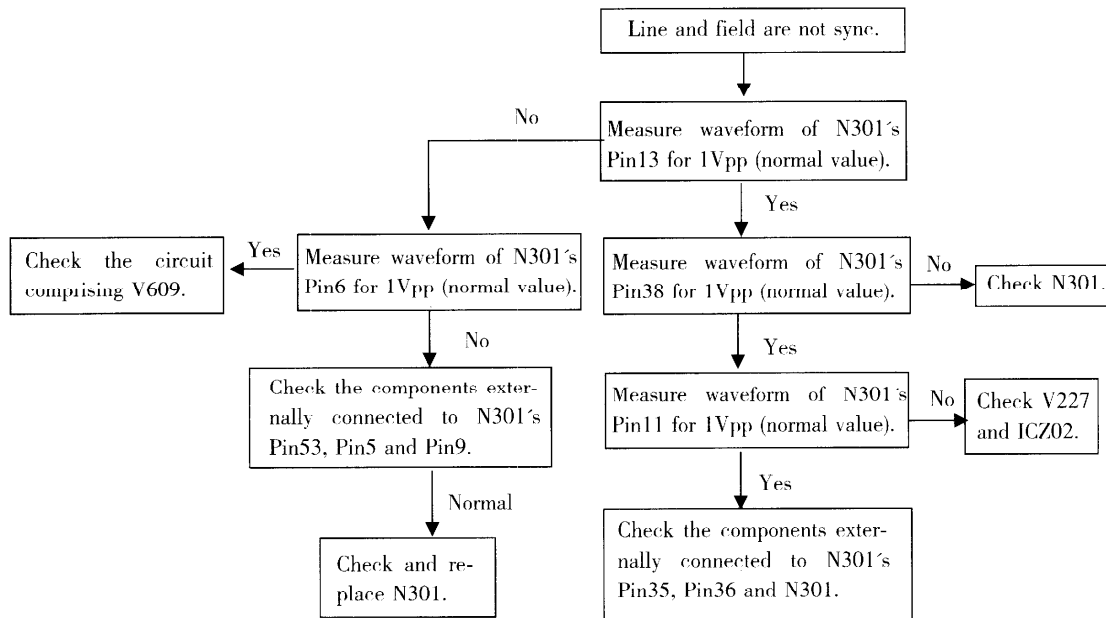 Line and field are not sync.
No
Measure waveform of N301's
Pin13 for 1Vpp (normal value).
Yes
Check the circuit
comprising V609.
Yes
Measure waveform of N301's
Pin6 for 1Vpp (normal value).
Measure waveform of N301's
Pin38 for 1Vpp (normal value).
No
Check N301.
No
Yes
Check the components exter-
nally connected to N301's
Pin53, Pin5 and Pin9.
Measure waveform of N301's
Pin11 for 1Vpp (normal value).
No
Check V227
and ICZ02.
Normal
Yes
Check and re-
place N301.
Check the components exter-
nally connected to N301's
Pin35, Pin36 and N301.